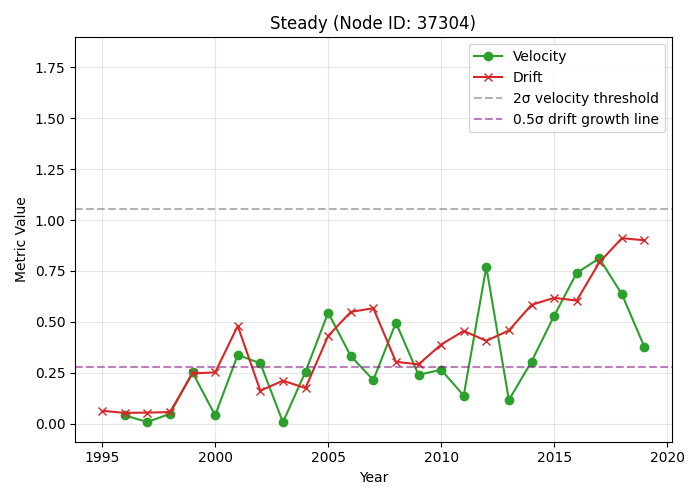 Steady (Node ID: 37304)
Velocity
Drift
2σ velocity threshold
0.5σ drift growth line
Metric Value
1.75
1.50
1.25
1.00
0.75
0.50
0.25
0.00
1995 2000 2005 2010 2015 2020
Year